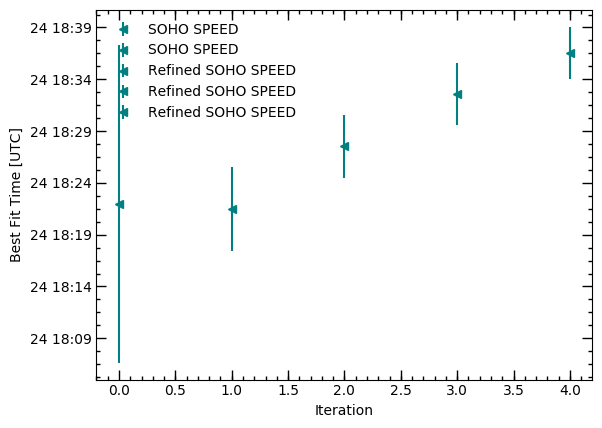 24 18:39
24 18:34
24 18:29
24 18:24
24 18:19
24 18:14
24 18:09
Best Fit Time [UTC]
SOHO SPEED
SOHO SPEED
Refined SOHO SPEED
Refined SOHO SPEED
Refined SOHO SPEED
0.0 0.5 1.0 1.5 2.0 2.5 3.0 3.5 4.0
Iteration